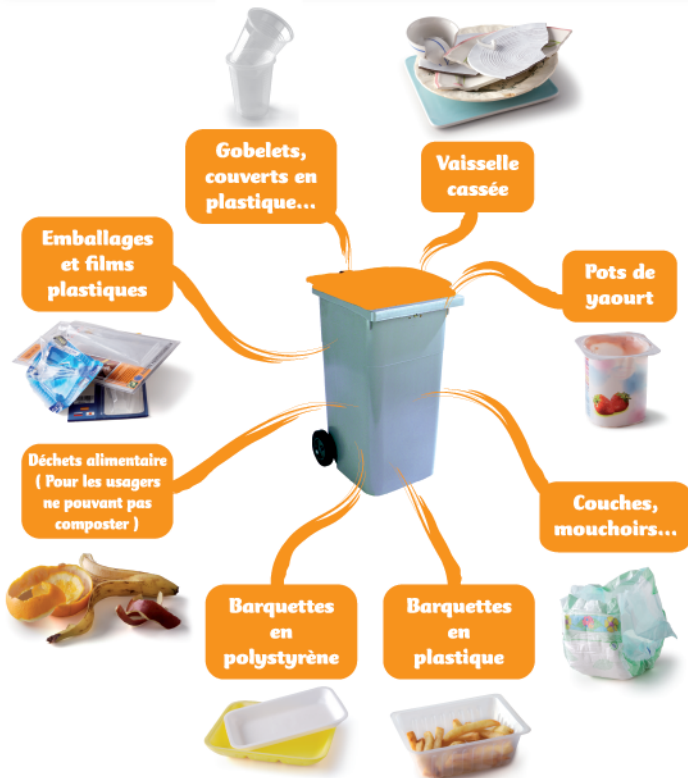 Gobelets,
couverts en
plastique...
Vaisselle
cassée
Emballages
et films
plastiques
Pots de
yaourt
Déchets alimentaire
( Pour les usagers
ne pouvant pas
composter )
Couches,
mouchoirs...
Barquettes
en
polystyrène
Barquettes
en
plastique